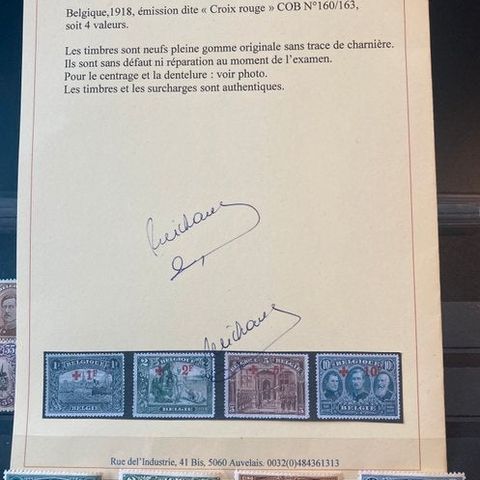 Belgique,1918, émission dite « Croix rouge » COB N°160/163,
soit 4 valeurs.
Les timbres sont neufs pleine gomme originale sans trace de charnière.
Ils sont sans défaut ni réparation au moment de l'examen.
Pour le centrage et la dentelure : voir photo.
Les timbres et les surcharges sont authentiques.
BELGIQUE BELGIQUE BELGIQUE BELGIQUE
+ 1F + 2F + 10F
BELGIE BELGIE BELGIE BELGIE
Rue del'Industrie, 41 Bis, 5060 Auvelais. 0032(0)484361313